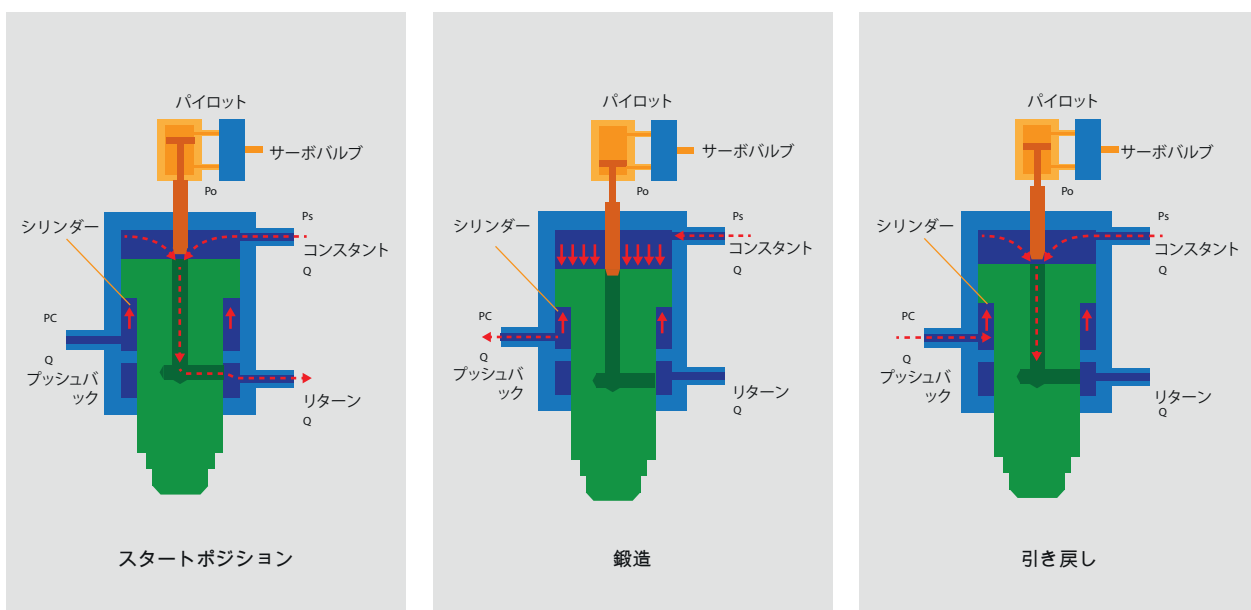 パイロット
サーボバルブ
Po
シリンダー
Ps
コンスタント
Q
PC
Q
プッシュバ
ック
リターン
Q
スタートポジション
パイロット
サーボバルブ
Po
シリンダー
Ps
コンスタント
Q
PC
Q
プッシュバ
ック
リターン
Q
鍛造
パイロット
サーボバルブ
Po
シリンダー
Ps
コンスタント
Q
PC
Q
プッシュバ
ック
リターン
Q
引き戻し